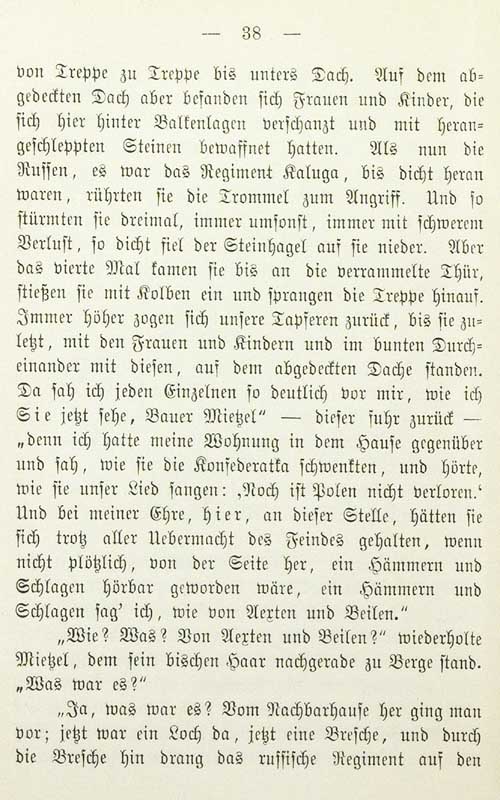 — 38 —
von Treppe zu Treppe bis unters Dach. Auf dem ab-
gedeckten Dach aber befanden sich Frauen und Kinder, die
sich hier hinter Balkenlagen verschanzt und mit heran-
geschleppten Steinen bewaffnet hatten. Als nun die
Russen, es war das Regiment Kaluga, bis dicht heran
waren, rührten sie die Trommel zum Angriff. Und so
stürmten sie dreimal, immer umsonst, immer mit schwerem
Verlust, so dicht fiel der Steinhagel auf sie nieder. Aber
das vierte Mal kamen sie bis an die verrammelte Thür,
stießen sie mit Kolben ein und sprangen die Treppe hinauf.
Immer höher zogen sich unsere Tapferen zurück, bis sie zu-
letzt, mit den Frauen und Kindern und im bunten Durch-
einander mit diesen, auf dem abgedeckten Dache standen.
Da sah ich jeden Einzelnen so deutlich vor mir, wie ich
Sie jetzt sehe, Bauer Mietzel“ — dieser fuhr zurück —
„denn ich hatte meine Wohnung in dem Hause gegenüber
und sah, wie sie die Konfederatka schwenkten, und hörte,
wie sie unser Lied sangen: ‚Noch ist Polen nicht verloren.‘
Und bei meiner Ehre, hier, an dieser Stelle, hätten sie
sich trotz aller Uebermacht des Feindes gehalten, wenn
nicht plötzlich, von der Seite her, ein Hämmern und
Schlagen hörbar geworden wäre, ein Hämmern und
Schlagen sag’ ich, wie von Aexten und Beilen.“
„Wie? Was? Von Aexten und Beilen?“ wiederholte
Mietzel, dem sein bischen Haar nachgerade zu Berge stand.
„Was war es?“
„Ja, was war es? Vom Nachbarhause her ging man
vor; jetzt war ein Loch da, jetzt eine Bresche, und durch
die Bresche hin drang das russische Regiment auf den